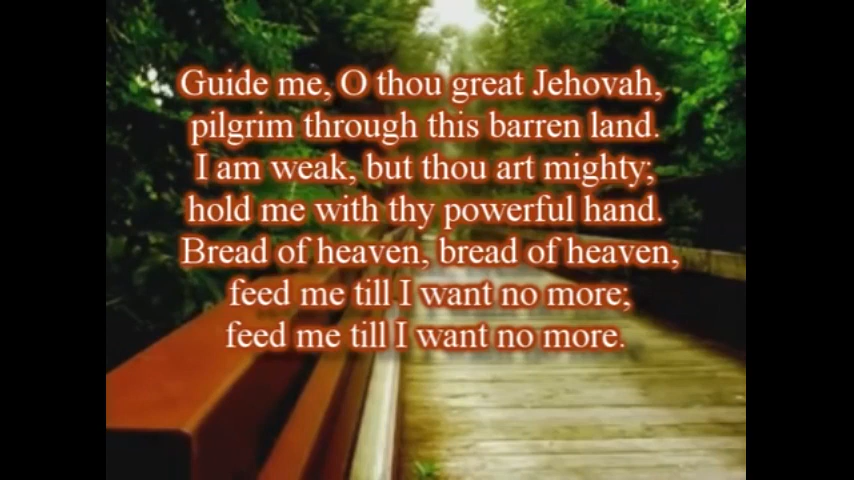 Guide me, O thou great Jehovah,
pilgrim through this barren land.
I am weak, but thou art mighty;
hold me with thy powerful hand.
Bread of heaven, bread of heaven,
feed me till I want no more;
feed me till I want no more.